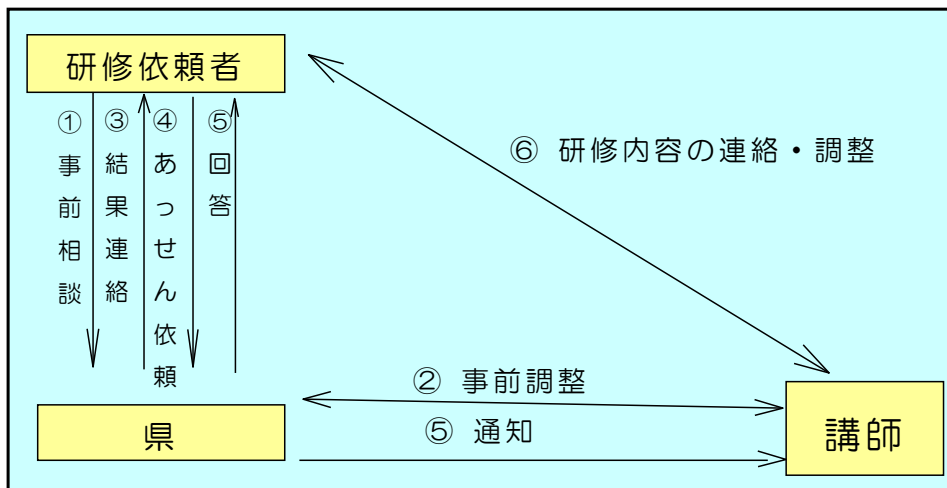 研修依頼者
① 事前相談
③ 結果連絡
④ あっせん依頼
⑤ 回答
⑥ 研修内容の連絡・調整
② 事前調整
⑤ 通知
県
講師